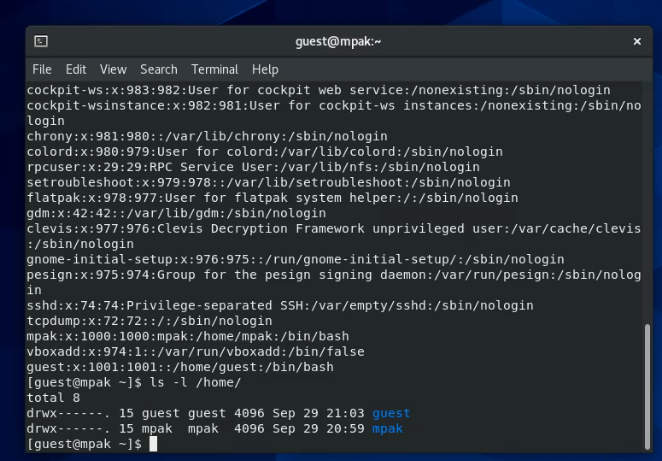 guest@mpak:~
×
File Edit View Search Terminal Help
cockpit-ws:x:983:982:User for cockpit web service:/nonexisting:/sbin/nologin
cockpit-wsinstance:x:982:981:User for cockpit-ws instances:/nonexisting:/sbin/no
login
chrony:x:981:980::/var/lib/chrony:/sbin/nologin
colord:x:980:979:User for colord:/var/lib/colord:/sbin/nologin
rpcuser:x:29:29:RPC Service User:/var/lib/nfs:/sbin/nologin
setroubleshoot:x:979:978::/var/lib/setroubleshoot:/sbin/nologin
flatpak:x:978:977:User for flatpak system helper:/:/sbin/nologin
gdm:x:42:42::/var/lib/gdm:/sbin/nologin
clevis:x:977:976:Clevis Decryption Framework unprivileged user:/var/cache/clevis
:/sbin/nologin
gnome-initial-setup:x:976:975::/run/gnome-initial-setup/:/sbin/nologin
pesign:x:975:974:Group for the pesign signing daemon:/var/run/pesign:/sbin/nolog
in
sshd:x:74:74:Privilege-separated SSH:/var/empty/sshd:/sbin/nologin
tcpdump:x:72:72::/:/sbin/nologin
mpak:x:1000:1000:mpak:/home/mpak:/bin/bash
vboxadd:x:974:1::/var/run/vboxadd:/bin/false
guest:x:1001:1001::/home/guest:/bin/bash
[guest@mpak ~]$ ls -l /home/
total 8
drwx------. 15 guest guest 4096 Sep 29 21:03 guest
drwx------. 15 mpak  mpak  4096 Sep 29 20:59 mpak
[guest@mpak ~]$